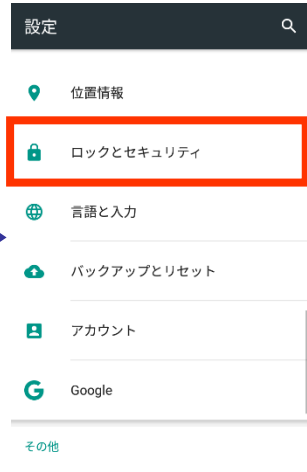 設定
位置情報
ロックとセキュリティ
言語と入力
バックアップとリセット
アカウント
Google
その他